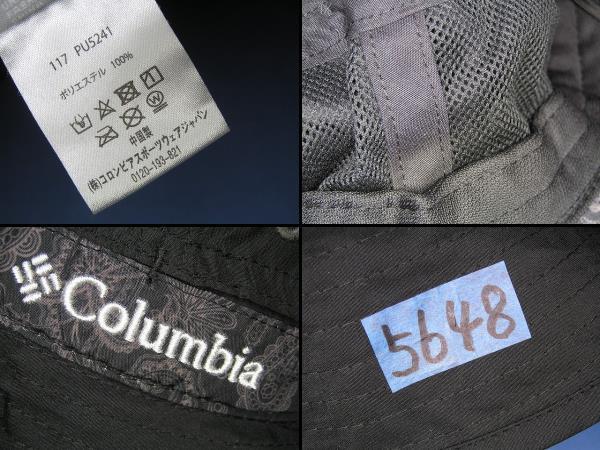 117 PU5241
ポリエステル 100%
中国製
(株)コロンビアスポーツウェアジャパン
0120-193-821
Columbia
5648